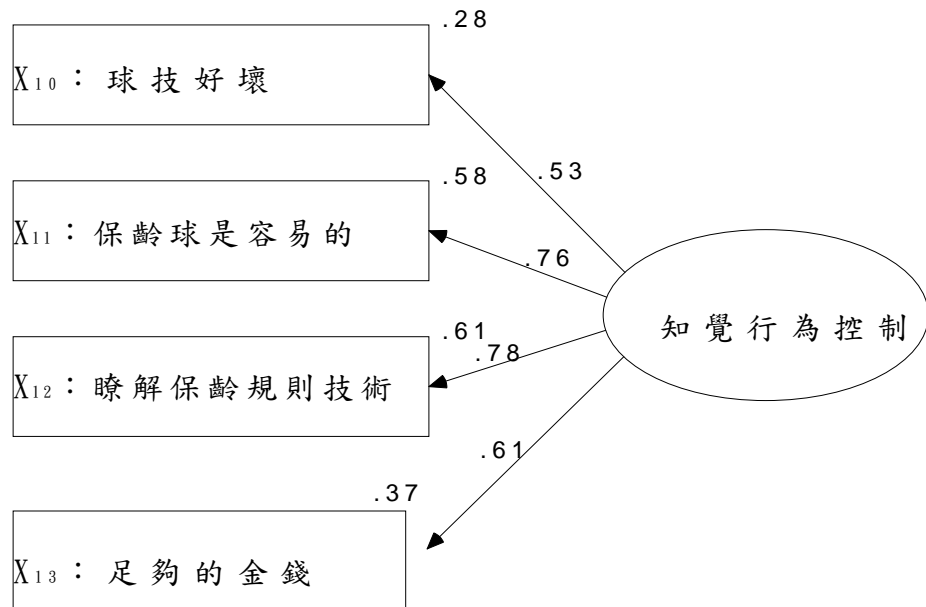 .28
X₁₀：球技好壞
.53
.58
X₁₁：保齡球是容易的
.76
知覺行為控制
.61
.78
X₁₂：瞭解保齡規則技術
.61
.37
X₁₃：足夠的金錢